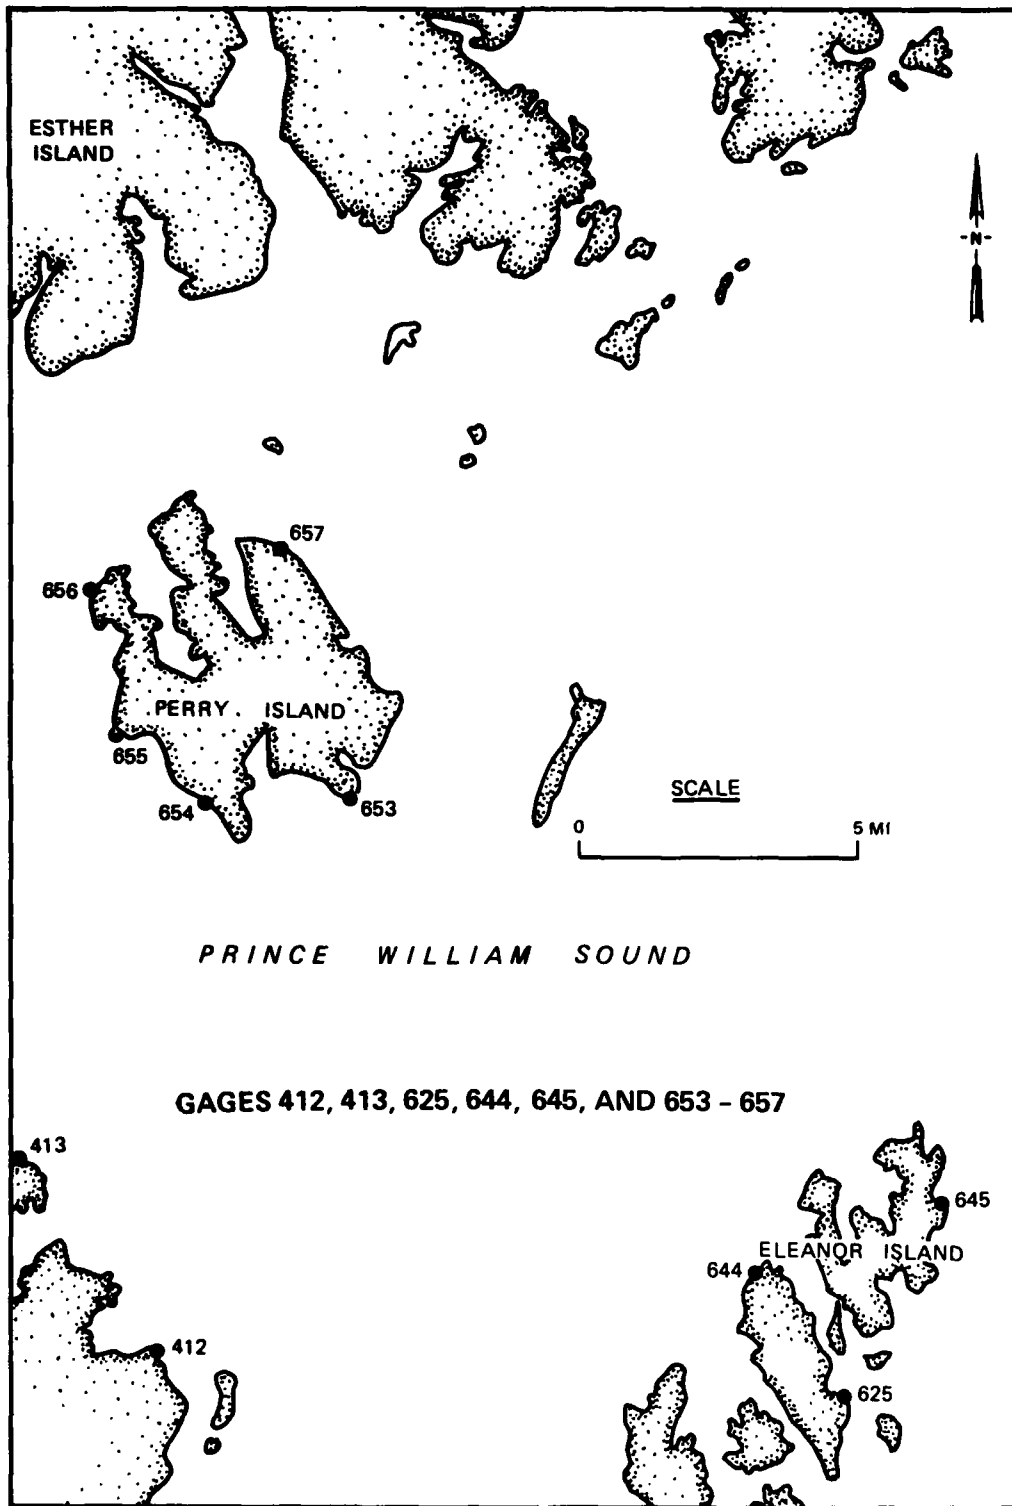 ESTHER
ISLAND
-N-
657
656
PERRY ISLAND
655
654
653
SCALE
0 5 MI
PRINCE WILLIAM SOUND
GAGES 412, 413, 625, 644, 645, AND 653 – 657
413
645
ELEANOR ISLAND
644
412
625